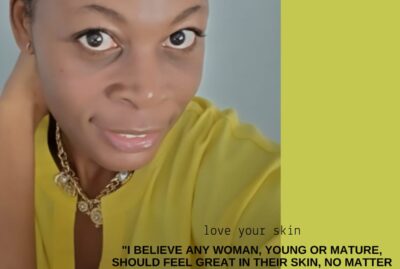 love your skin
"I BELIEVE ANY WOMAN, YOUNG OR MATURE,
SHOULD FEEL GREAT IN THEIR SKIN, NO MATTER